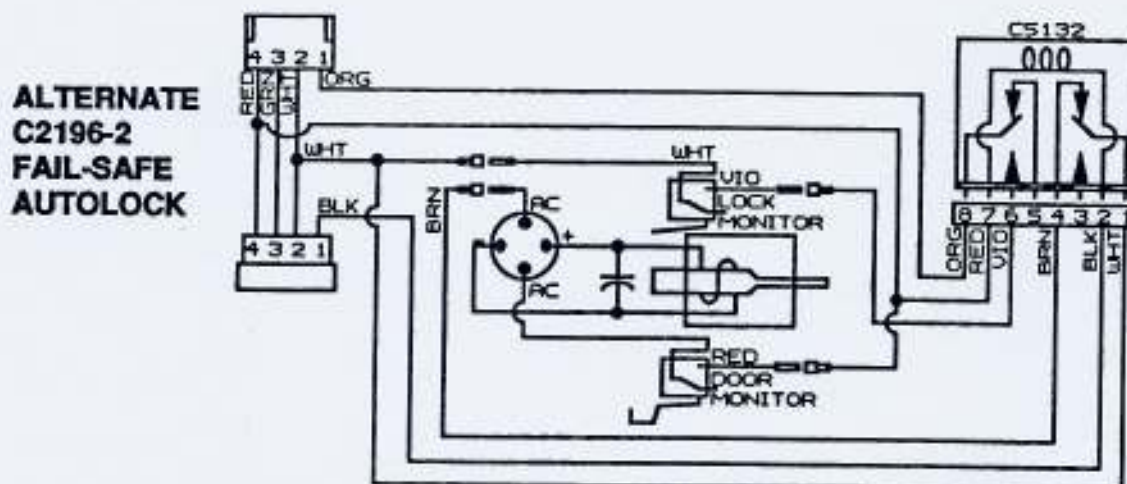 ALTERNATE
C2196-2
FAIL-SAFE
AUTOLOCK
4 3 2 1
RED
GRN
WHT
ORG
WHT
BLK
4 3 2 1
BRN
AC
+
-
AC
WHT
VIO
LOCK
MONITOR
RED
DOOR
MONITOR
C5132
8 7 6 5 4 3 2 1
ORG
RED
VIO
BRN
BLK
WHT